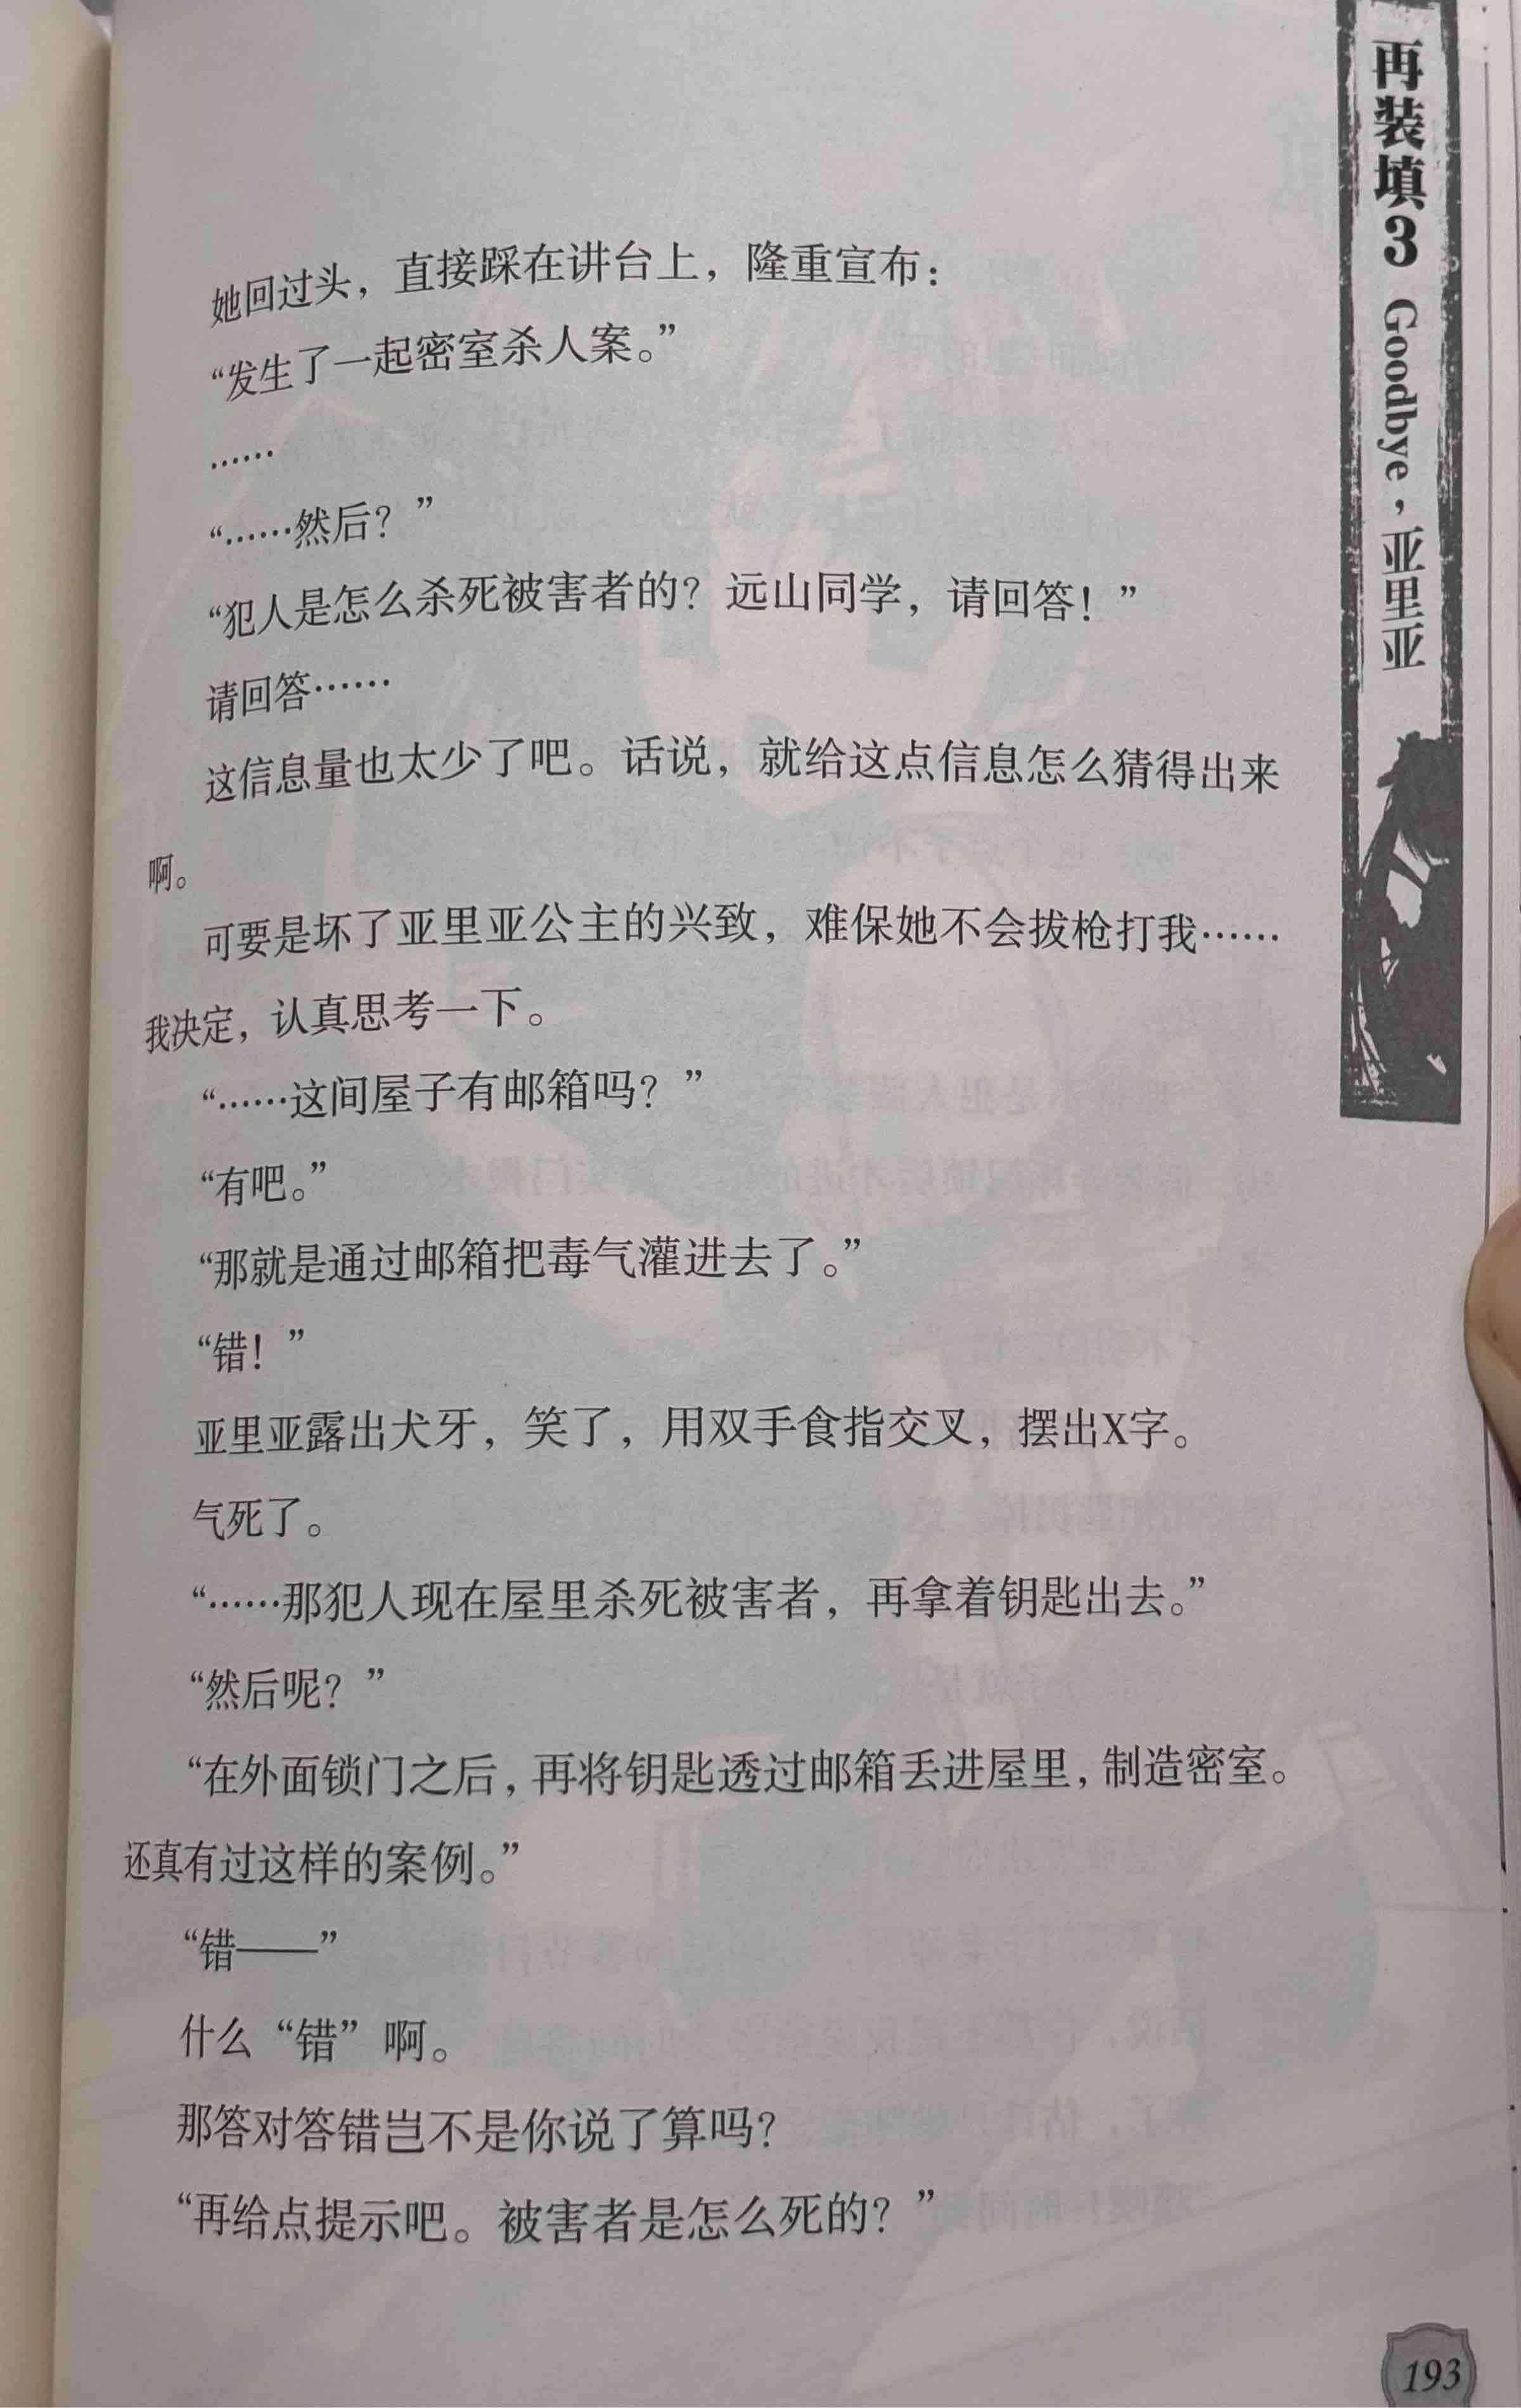 再装填3 Goodbye，亚里亚
她回过头，直接踩在讲台上，隆重宣布：
“发生了一起密室杀人案。”
……
“……然后？”
“犯人是怎么杀死被害者的？远山同学，请回答！”
请回答……
这信息量也太少了吧。话说，就给这点信息怎么猜得出来
啊。
可要是坏了亚里亚公主的兴致，难保她不会拔枪打我……
我决定，认真思考一下。
“……这间屋子有邮箱吗？”
“有吧。”
“那就是通过邮箱把毒气灌进去了。”
“错！”
亚里亚露出犬牙，笑了，用双手食指交叉，摆出X字。
气死了。
“……那犯人现在屋里杀死被害者，再拿着钥匙出去。”
“然后呢？”
“在外面锁门之后，再将钥匙透过邮箱丢进屋里，制造密室。
还真有过这样的案例。”
“错——”
什么“错”啊。
那答对答错岂不是你说了算吗？
“再给点提示吧。被害者是怎么死的？”
193